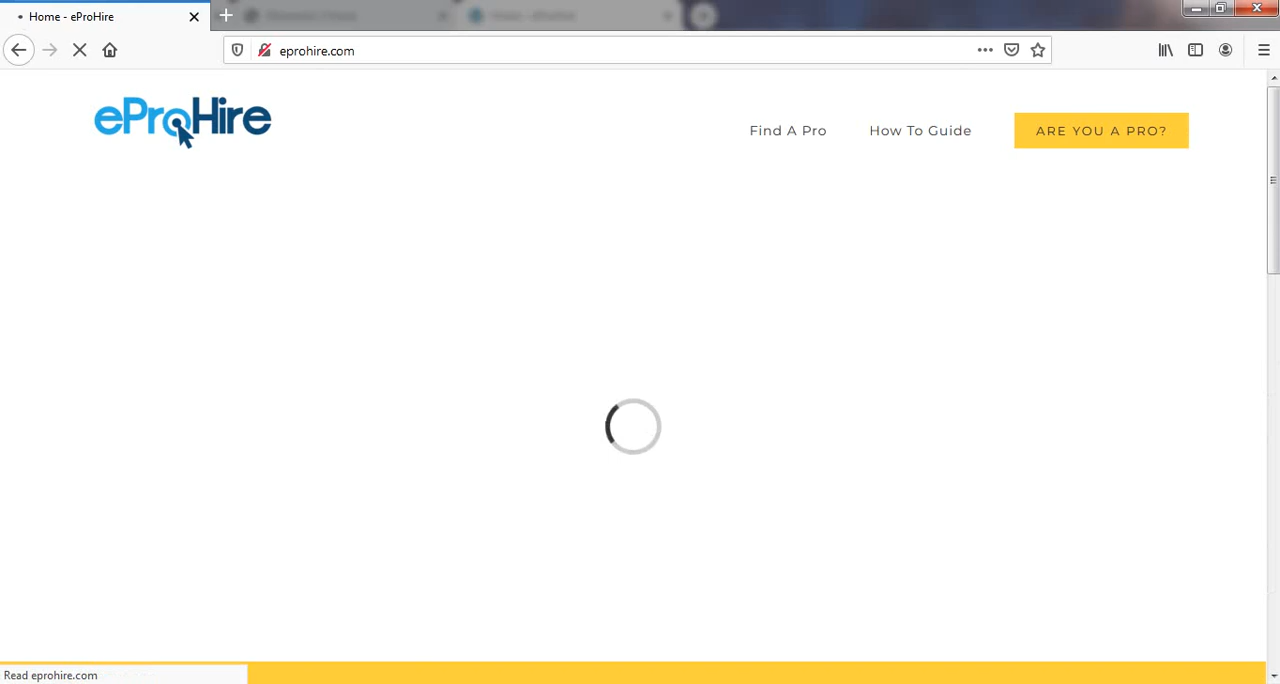 Home - eProHire
eprohire.com
eProHire
Find A Pro
How To Guide
ARE YOU A PRO?
Read eprohire.com